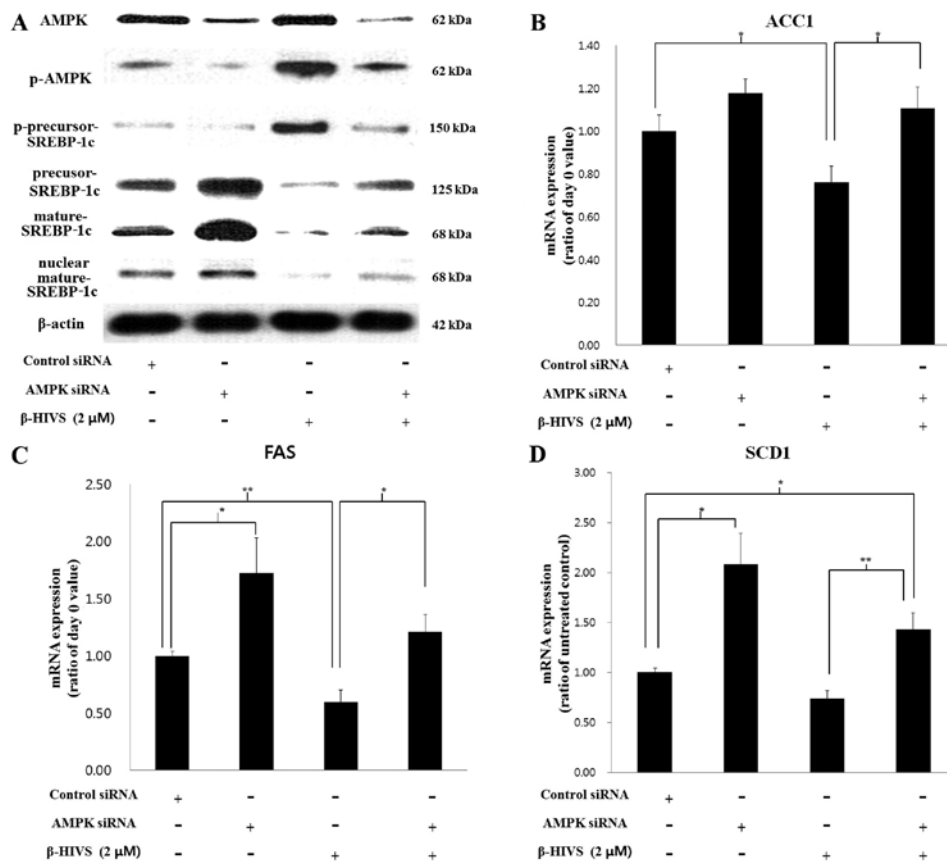 A
AMPK 62 kDa
p-AMPK 62 kDa
p-precursor-
SREBP-1c 150 kDa
precusor-
SREBP-1c 125 kDa
mature-
SREBP-1c 68 kDa
nuclear
mature-
SREBP-1c 68 kDa
β-actin 42 kDa
Control siRNA + - - -
AMPK siRNA - + - +
β-HIVS (2 µM) - - + +
B
ACC1
* *
mRNA expression
(ratio of day 0 value)
1.40
1.20
1.00
0.80
0.60
0.40
0.20
0.00
Control siRNA + - - -
AMPK siRNA - + - +
β-HIVS (2 µM) - - + +
C
FAS
** *
*
mRNA expression
(ratio of day 0 value)
2.50
2.00
1.50
1.00
0.50
0.00
Control siRNA + - - -
AMPK siRNA - + - +
β-HIVS (2 µM) - - + +
D
SCD1
*
*
**
mRNA expression
(ratio of untreated control)
3.00
2.50
2.00
1.50
1.00
0.50
0.00
Control siRNA + - - -
AMPK siRNA - + - +
β-HIVS (2 µM) - - + +